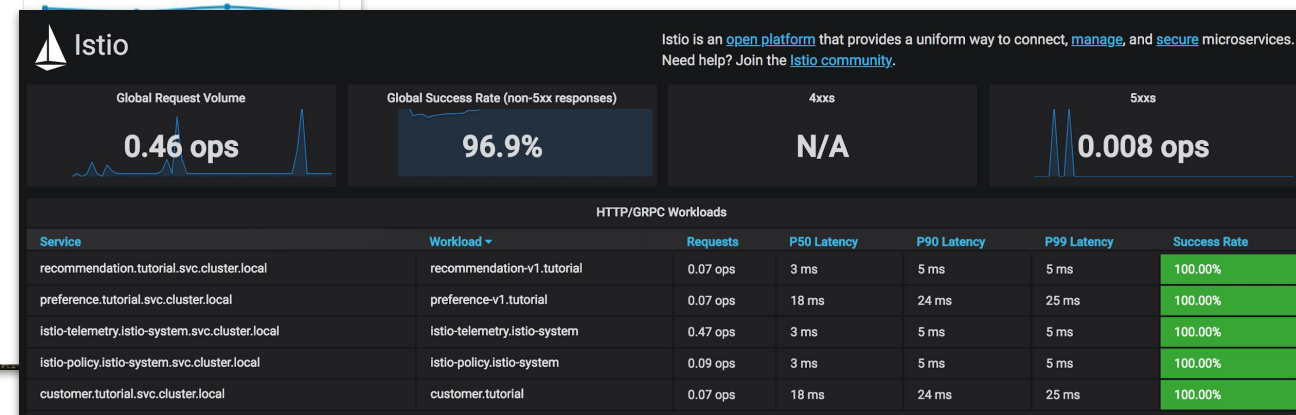 Istio
Istio is an open platform that provides a uniform way to connect, manage, and secure microservices.
Need help? Join the Istio community.
Global Request Volume
0.46 ops
Global Success Rate (non-5xx responses)
96.9%
4xxs
N/A
5xxs
0.008 ops
HTTP/GRPC Workloads
Service Workload Requests P50 Latency P90 Latency P99 Latency Success Rate
recommendation.tutorial.svc.cluster.local recommendation-v1.tutorial 0.07 ops 3 ms 5 ms 5 ms 100.00%
preference.tutorial.svc.cluster.local preference-v1.tutorial 0.07 ops 18 ms 24 ms 25 ms 100.00%
istio-telemetry.istio-system.svc.cluster.local istio-telemetry.istio-system 0.47 ops 3 ms 5 ms 5 ms 100.00%
istio-policy.istio-system.svc.cluster.local istio-policy.istio-system 0.09 ops 3 ms 5 ms 5 ms 100.00%
customer.tutorial.svc.cluster.local customer.tutorial 0.07 ops 18 ms 24 ms 25 ms 100.00%